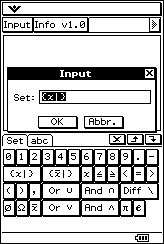 Input Info v1.0
Input
Set: {x|}
OK Abbr.
Set abc
0 1 2 3 4 5 6 7 8 9 . -
{x|} {x̅|} x ≤ ≥ < = >
( ) , Or ∪ And ∩ Diff \
Ø Ω x̅ Or ∪ And ∩ π e